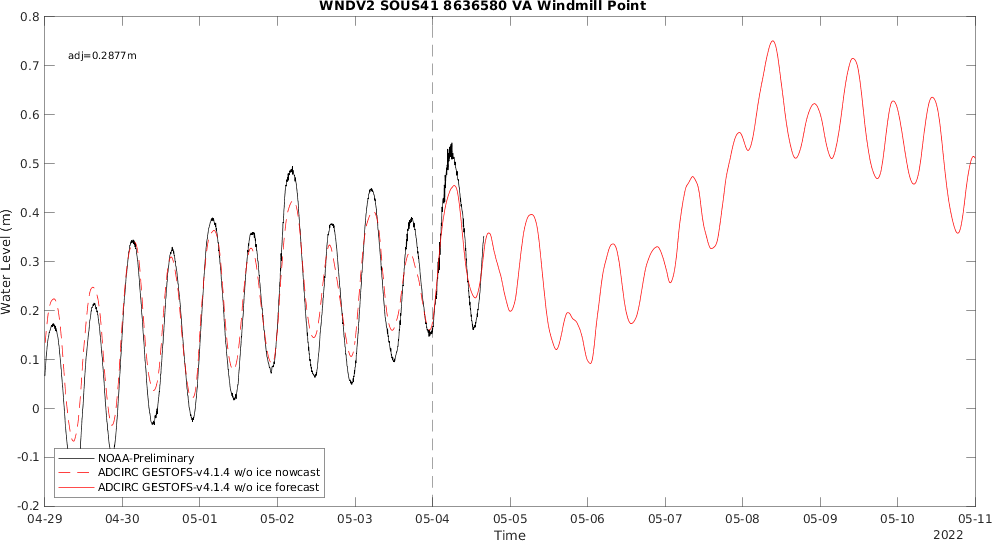 WNDV2 SOUS41 8636580 VA Windmill Point
adj=0.2877m
0.8
0.7
0.6
0.5
0.4
0.3
0.2
0.1
0
-0.1
-0.2
Water Level (m)
NOAA-Preliminary
ADCIRC GESTOFS-v4.1.4 w/o ice nowcast
ADCIRC GESTOFS-v4.1.4 w/o ice forecast
04-29 04-30 05-01 05-02 05-03 05-04 05-05 05-06 05-07 05-08 05-09 05-10 05-11
Time
2022